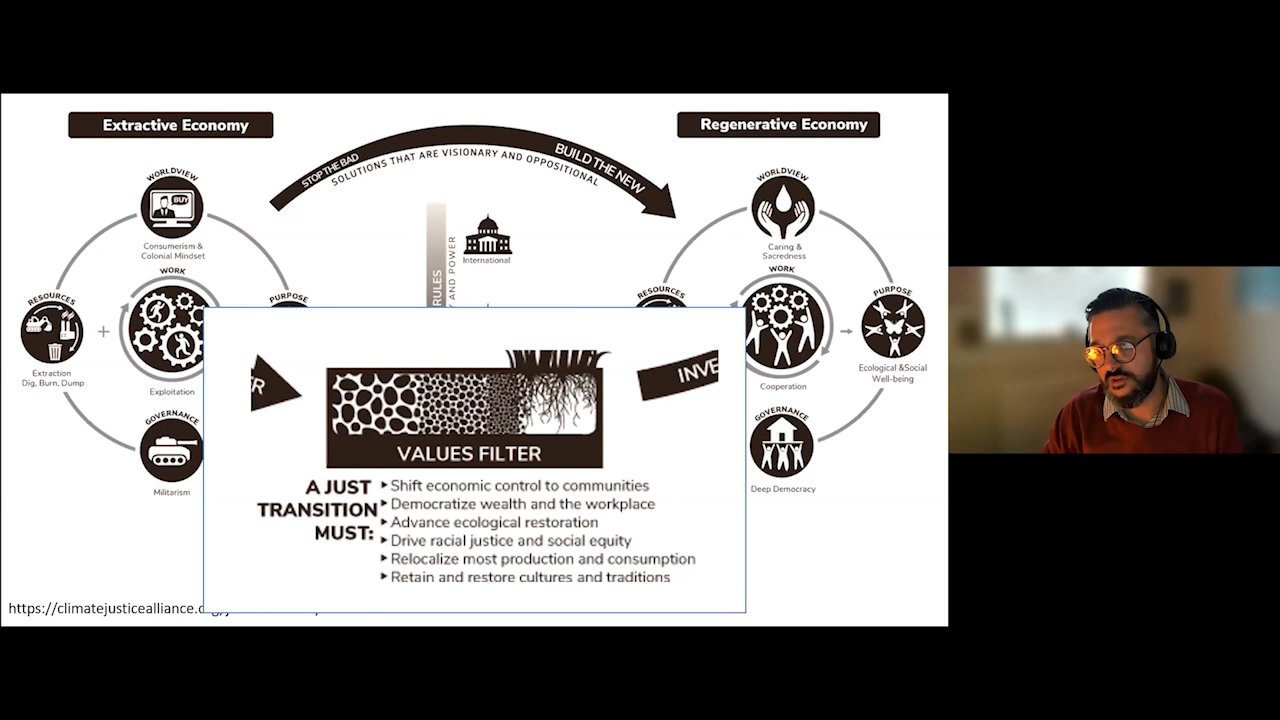 Extractive Economy
Regenerative Economy
STOP THE BAD
BUILD THE NEW
SOLUTIONS THAT ARE VISIONARY AND OPPOSITIONAL
WORLDVIEW
BUY
Consumerism &
Colonial Mindset
RESOURCES
WORK
PURPOSE
Extraction
Dig, Burn, Dump
Exploitation
GOVERNANCE
Militarism
RULES
Y AND POWER
International
WORLDVIEW
Caring &
Sacredness
RESOURCES
WORK
PURPOSE
Cooperation
Ecological &Social
Well-being
GOVERNANCE
Deep Democracy
ER
INVE
VALUES FILTER
A JUST
TRANSITION
MUST:
Shift economic control to communities
Democratize wealth and the workplace
Advance ecological restoration
Drive racial justice and social equity
Relocalize most production and consumption
Retain and restore cultures and traditions
https://climatejusticealliance.